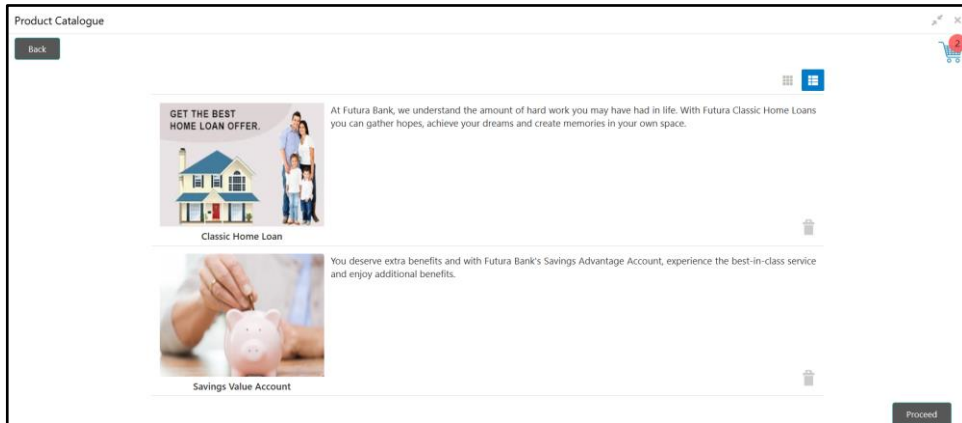 Product Catalogue
Back
2
GET THE BEST
HOME LOAN OFFER.
At Futura Bank, we understand the amount of hard work you may have had in life. With Futura Classic Home Loans
you can gather hopes, achieve your dreams and create memories in your own space.
Classic Home Loan
You deserve extra benefits and with Futura Bank's Savings Advantage Account, experience the best-in-class service
and enjoy additional benefits.
Savings Value Account
Proceed